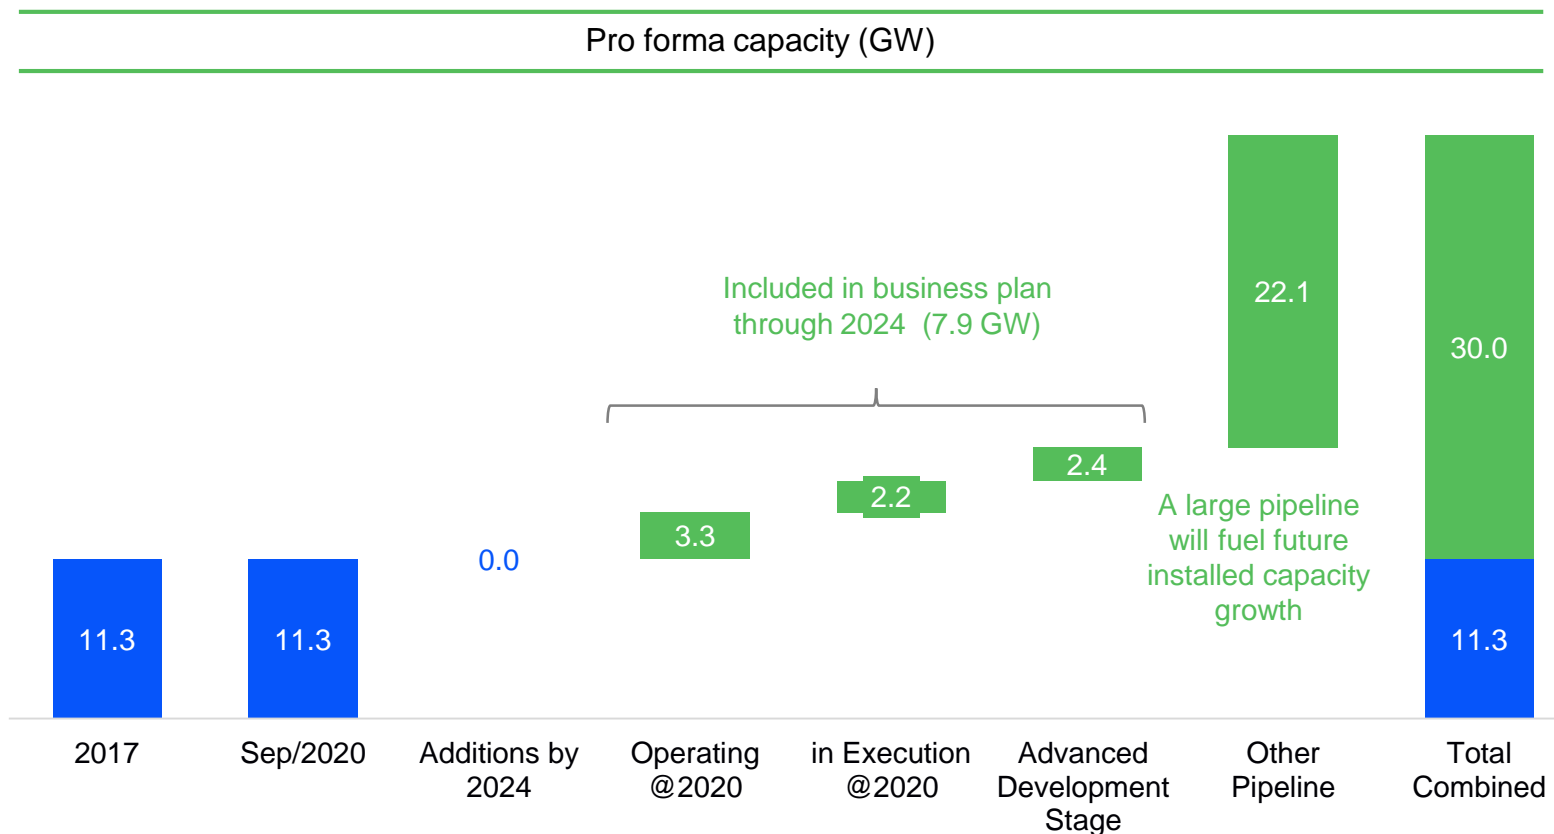 Pro forma capacity (GW)
Included in business plan
through 2024 (7.9 GW)
22.1
30.0
2.4
2.2
3.3
0.0
A large pipeline
will fuel future
installed capacity
growth
11.3
11.3
11.3
2017
Sep/2020
Additions by
2024
Operating
@2020
in Execution
@2020
Advanced
Development
Stage
Other
Pipeline
Total
Combined